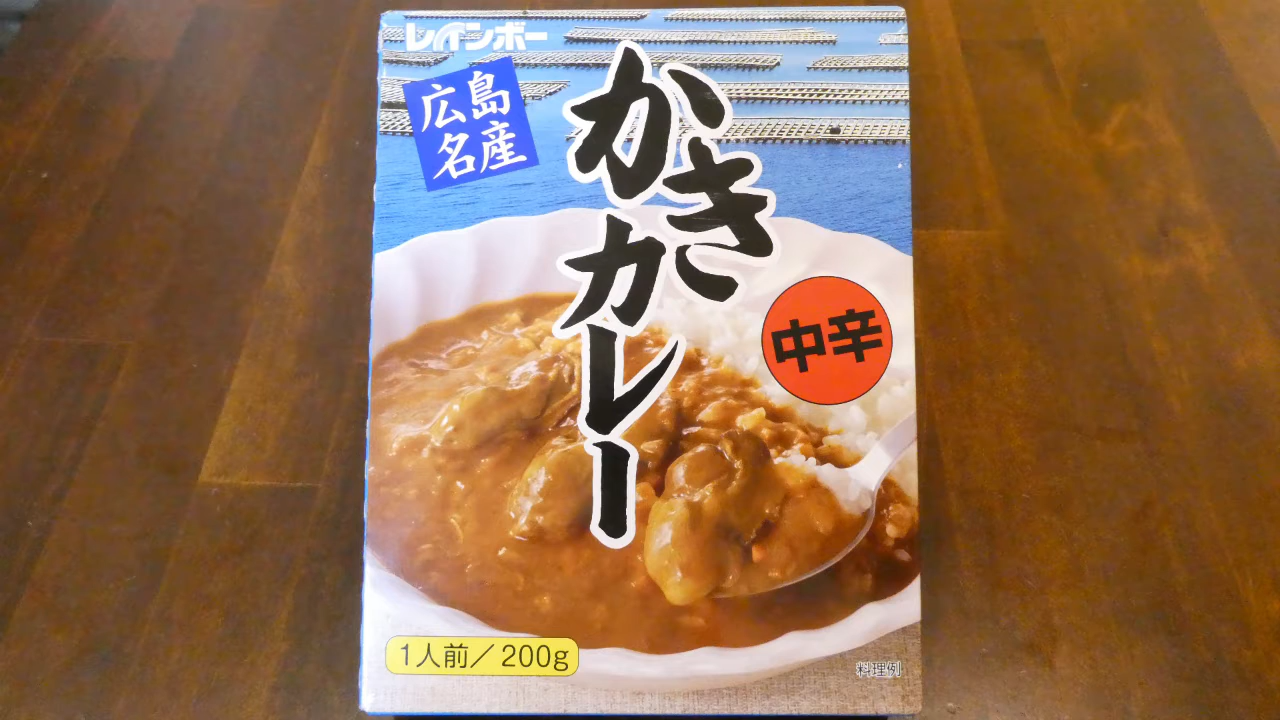 レインボー
広島
名産
かき
カレー
中辛
1人前／200g
料理例